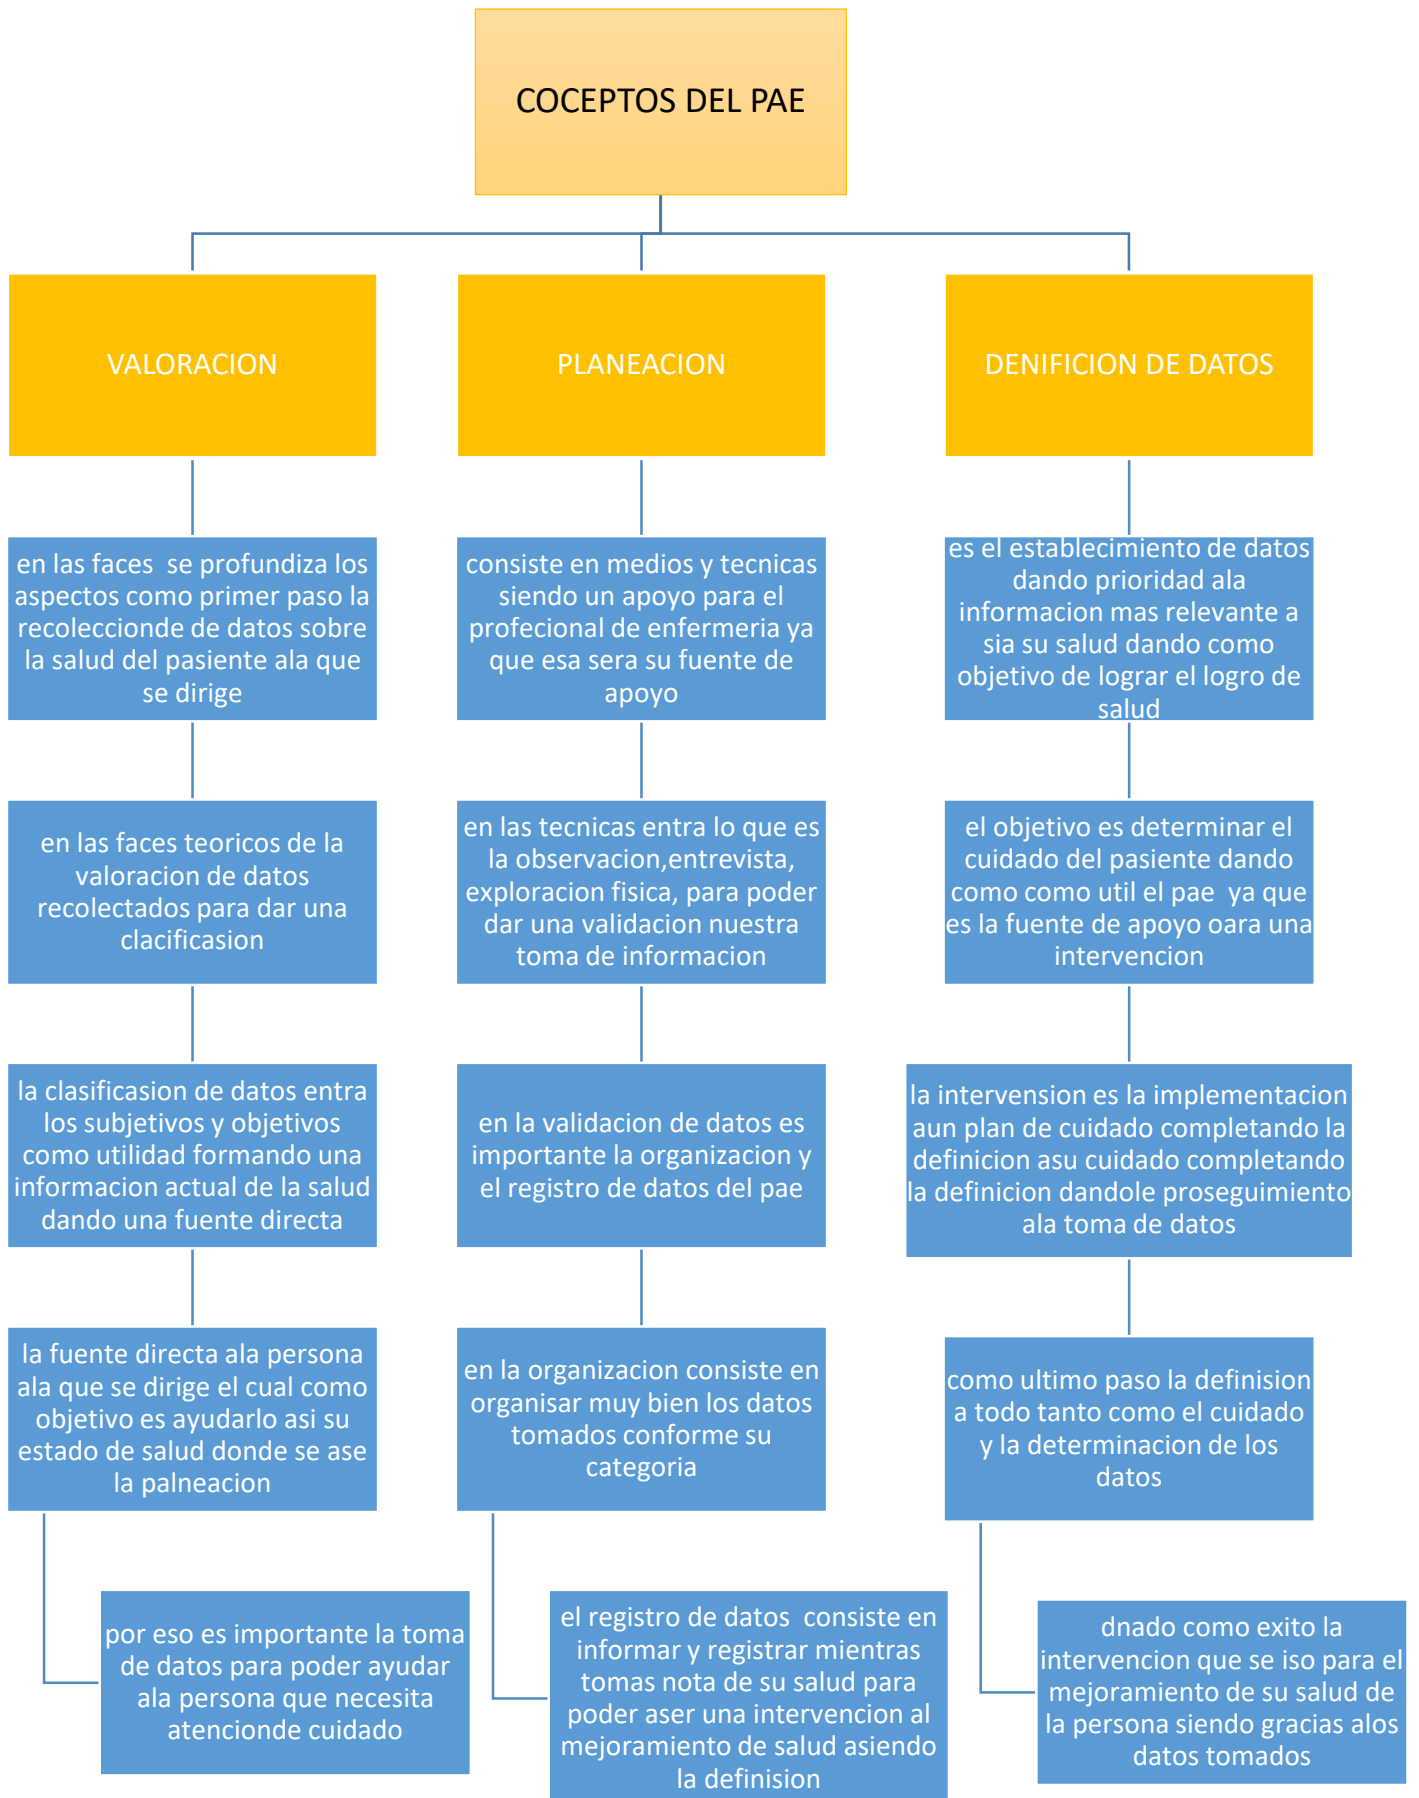 COCEPTOS DEL PAE
VALORACION
en las faces  se profundiza los
aspectos como primer paso la
recoleccionde de datos sobre
la salud del pasiente ala que
se dirige
en las faces teoricos de la
valoracion de datos
recolectados para dar una
clacificasion
la clasificasion de datos entra
los subjetivos y objetivos
como utilidad formando una
informacion actual de la salud
dando una fuente directa
la fuente directa ala persona
ala que se dirige el cual como
objetivo es ayudarlo asi su
estado de salud donde se ase
la palneacion
por eso es importante la toma
de datos para poder ayudar
ala persona que necesita
atencionde cuidado
PLANEACION
consiste en medios y tecnicas
siendo un apoyo para el
profecional de enfermeria ya
que esa sera su fuente de
apoyo
en las tecnicas entra lo que es
la observacion,entrevista,
exploracion fisica, para poder
dar una validacion nuestra
toma de informacion
en la validacion de datos es
importante la organizacion y
el registro de datos del pae
en la organizacion consiste en
organisar muy bien los datos
tomados conforme su
categoria
el registro de datos  consiste en
informar y registrar mientras
tomas nota de su salud para
poder aser una intervencion al
mejoramiento de salud asiendo
la definision
DENIFICION DE DATOS
es el establecimiento de datos
dando prioridad ala
informacion mas relevante a
sia su salud dando como
objetivo de lograr el logro de
salud
el objetivo es determinar el
cuidado del pasiente dando
como como util el pae  ya que
es la fuente de apoyo oara una
intervencion
la intervension es la implementacion
aun plan de cuidado completando la
definicion asu cuidado completando
la definicion dandole proseguimiento
ala toma de datos
como ultimo paso la definision
a todo tanto como el cuidado
y la determinacion de los
datos
dnado como exito la
intervencion que se iso para el
mejoramiento de su salud de
la persona siendo gracias alos
datos tomados